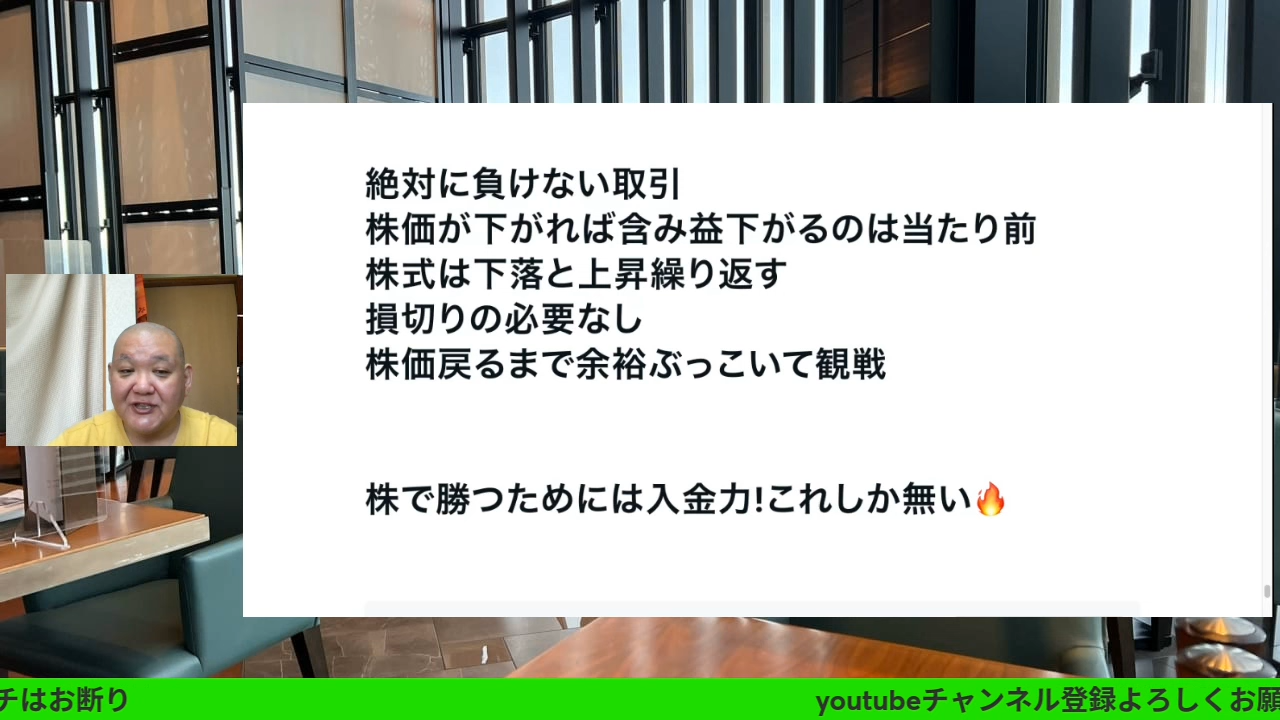 絶対に負けない取引
株価が下がれば含み益下がるのは当たり前
株式は下落と上昇繰り返す
損切りの必要なし
株価戻るまで余裕ぶっこいて観戦
株で勝つためには入金力!これしか無い🔥
チはお断り
youtubeチャンネル登録よろしくお願